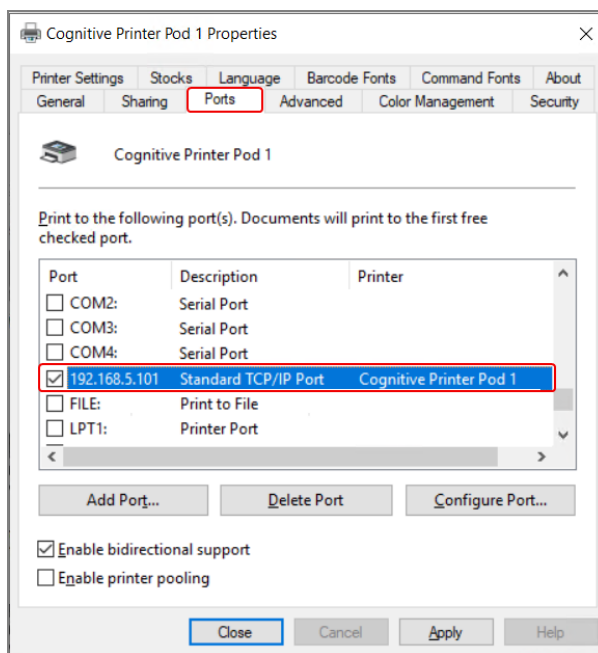 Cognitive Printer Pod 1 Properties
Printer Settings Stocks Language Barcode Fonts Command Fonts About
General Sharing Ports Advanced Color Management Security
Cognitive Printer Pod 1
Print to the following port(s). Documents will print to the first free
checked port.
Port Description Printer
COM2: Serial Port
COM3: Serial Port
COM4: Serial Port
192.168.5.101 Standard TCP/IP Port Cognitive Printer Pod 1
FILE: Print to File
LPT1: Printer Port
Add Port... Delete Port Configure Port...
Enable bidirectional support
Enable printer pooling
Close Cancel Apply Help